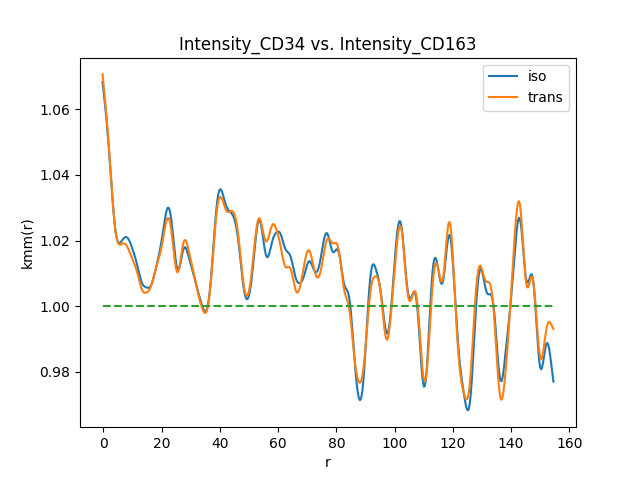 Intensity_CD34 vs. Intensity_CD163
iso
trans
1.06
1.04
1.02
1.00
0.98
kmm(r)
0 20 40 60 80 100 120 140 160
r